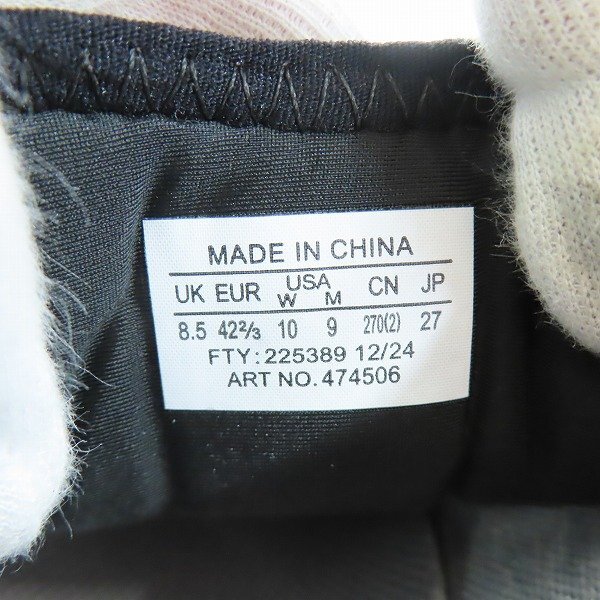 MADE IN CHINA
UK EUR USA W M CN JP
8.5 42⅔ 10 9 270(2) 27
FTY: 225389 12/24
ART NO. 474506